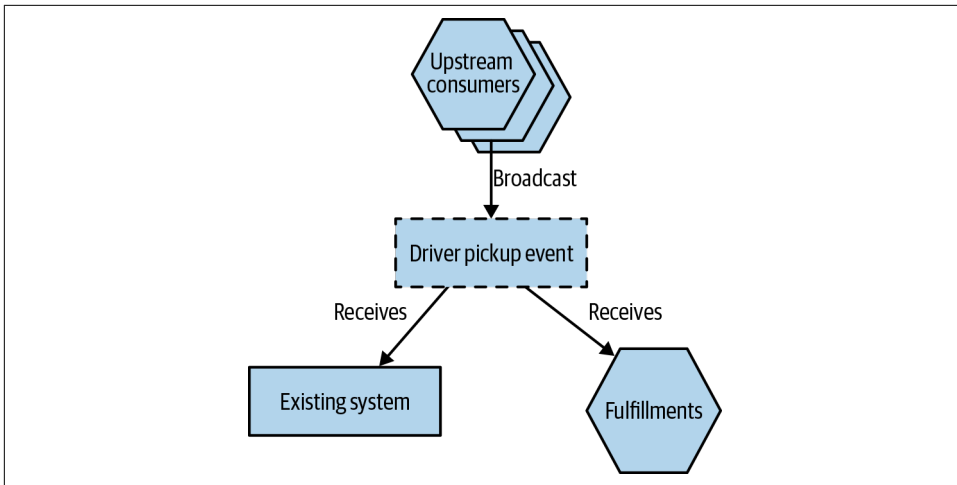 Upstream
consumers
Broadcast
Driver pickup event
Receives
Receives
Existing system
Fulfillments